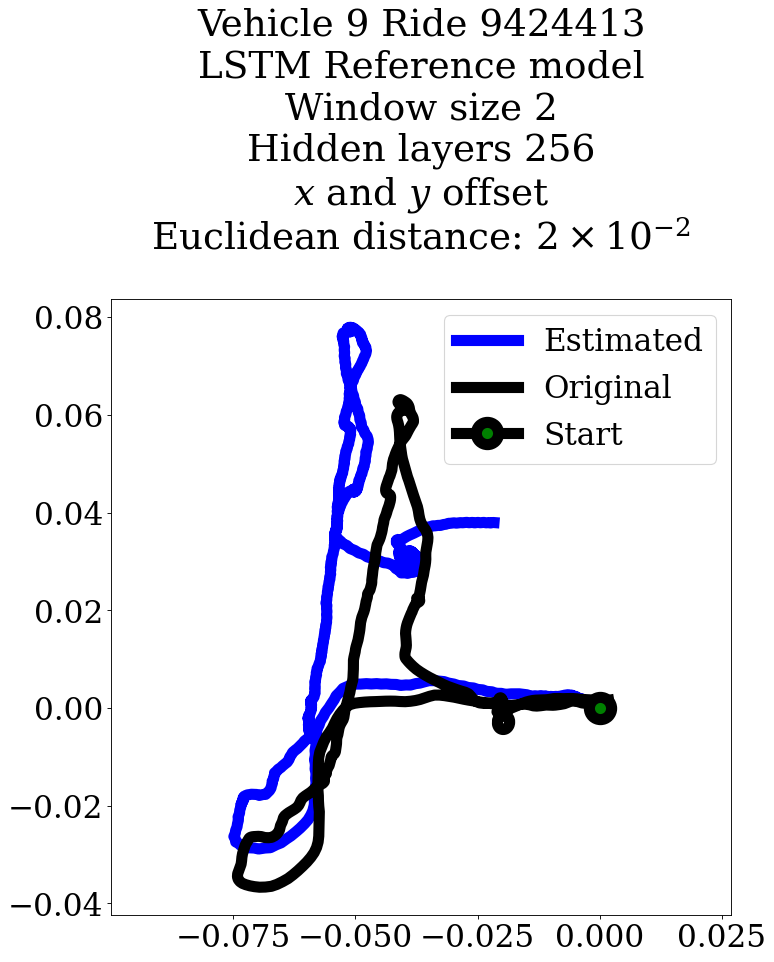 Vehicle 9 Ride 9424413
LSTM Reference model
Window size 2
Hidden layers 256
x and y offset
Euclidean distance: 2 × 10⁻²
Estimated
Original
Start
0.08
0.06
0.04
0.02
0.00
−0.02
−0.04
−0.075 −0.050 −0.025 0.000 0.025